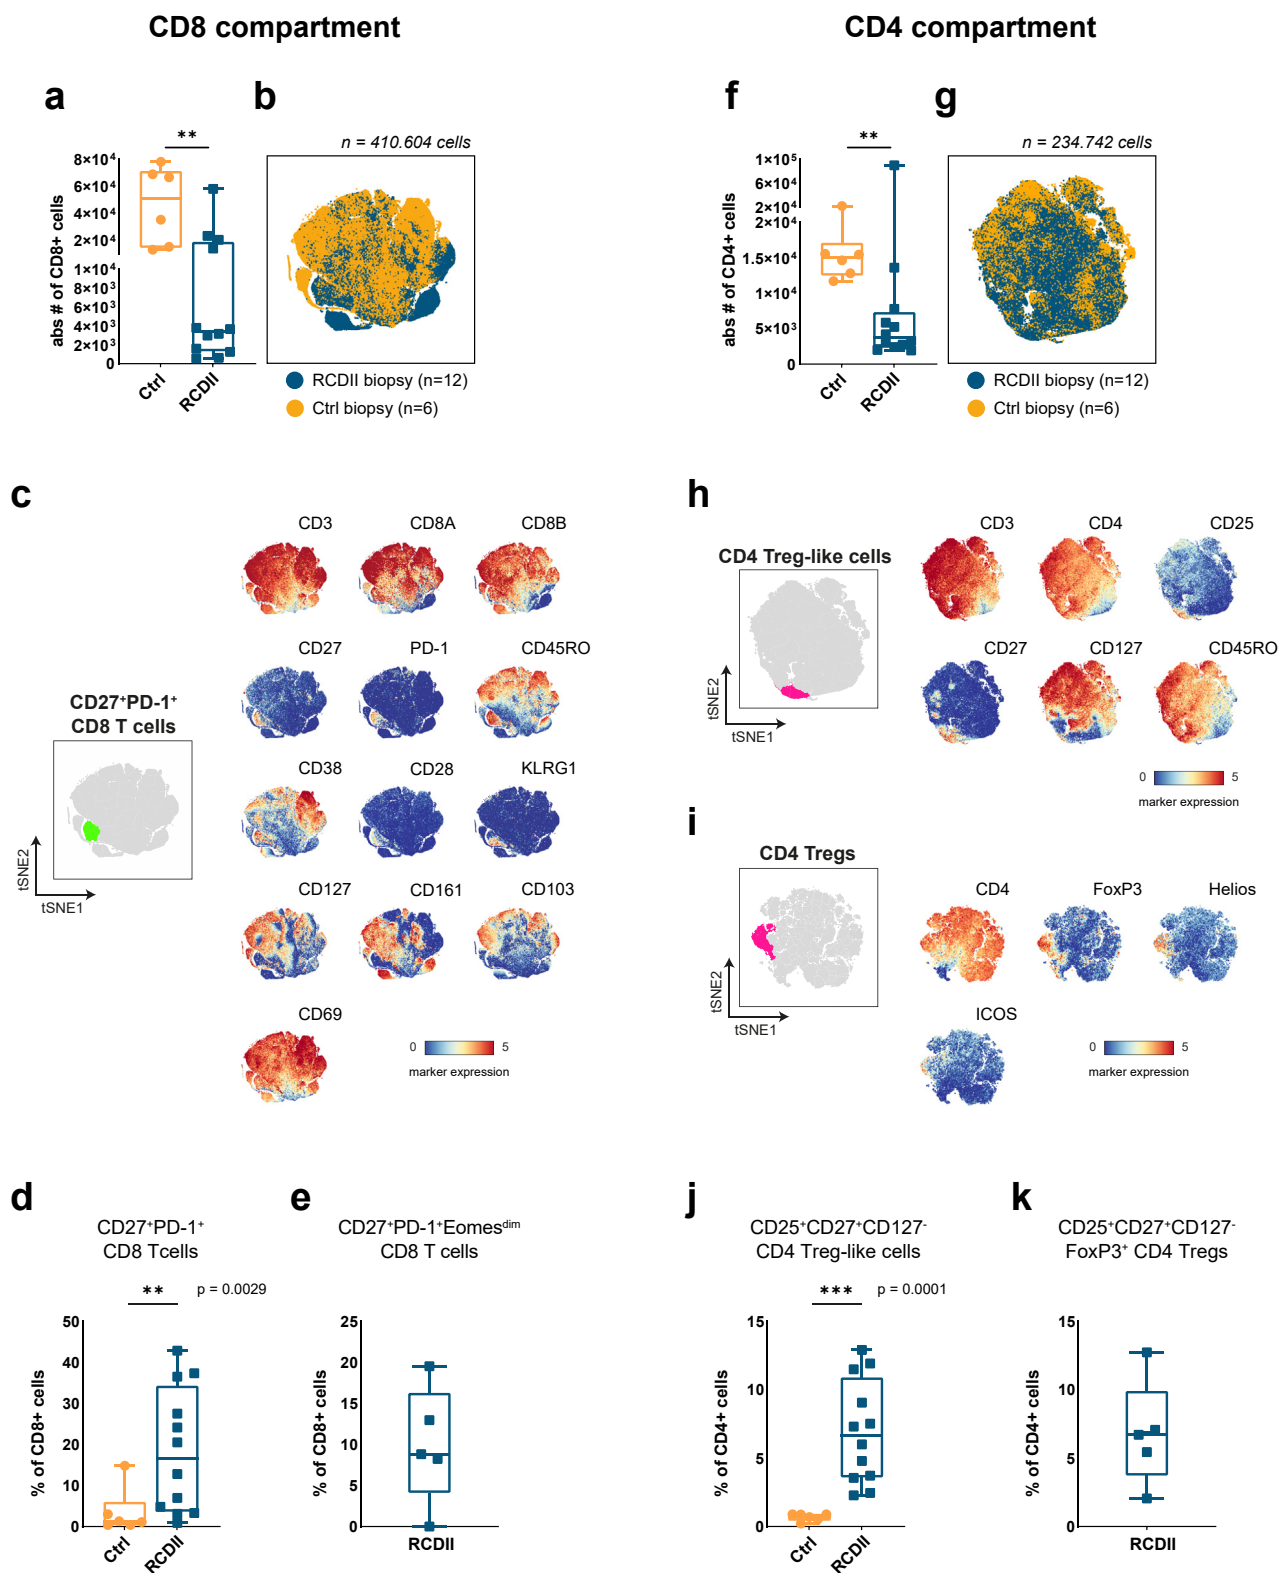 CD8 compartment
CD4 compartment
a
b
f
g
**
n = 410.604 cells
abs # of CD8+ cells
8×10⁴
6×10⁴
4×10⁴
2×10⁴
1×10⁴
8×10³
6×10³
4×10³
2×10³
0
Ctrl
RCDII
RCDII biopsy (n=12)
Ctrl biopsy (n=6)
**
n = 234.742 cells
abs # of CD4+ cells
1×10⁵
6×10⁴
2×10⁴
2×10⁴
1.5×10⁴
1×10⁴
5×10³
0
Ctrl
RCDII
RCDII biopsy (n=12)
Ctrl biopsy (n=6)
c
CD27⁺PD-1⁺
CD8 T cells
tSNE2
tSNE1
CD3
CD8A
CD8B
CD27
PD-1
CD45RO
CD38
CD28
KLRG1
CD127
CD161
CD103
CD69
0
5
marker expression
h
CD4 Treg-like cells
tSNE2
tSNE1
CD3
CD4
CD25
CD27
CD127
CD45RO
0
5
marker expression
i
CD4 Tregs
tSNE2
tSNE1
CD4
FoxP3
Helios
ICOS
0
5
marker expression
d
CD27⁺PD-1⁺
CD8 Tcells
**
p = 0.0029
% of CD8+ cells
50
40
30
20
10
0
Ctrl
RCDII
e
CD27⁺PD-1⁺Eomesᵈⁱᵐ
CD8 T cells
% of CD8+ cells
25
20
15
10
5
0
RCDII
j
CD25⁺CD27⁺CD127⁻
CD4 Treg-like cells
***
p = 0.0001
% of CD4+ cells
15
10
5
0
Ctrl
RCDII
k
CD25⁺CD27⁺CD127⁻
FoxP3⁺ CD4 Tregs
% of CD4+ cells
15
10
5
0
RCDII